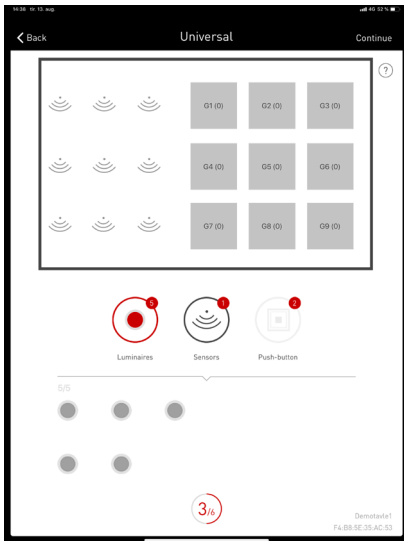 14:36 tir. 13. aug.
4G 52 %
Back
Universal
Continue
?
G1 (0)
G2 (0)
G3 (0)
G4 (0)
G5 (0)
G6 (0)
G7 (0)
G8 (0)
G9 (0)
5
1
2
Luminaires
Sensors
Push-button
5/5
3/6
Demotavle1
F4:B8:5E:35:AC:53